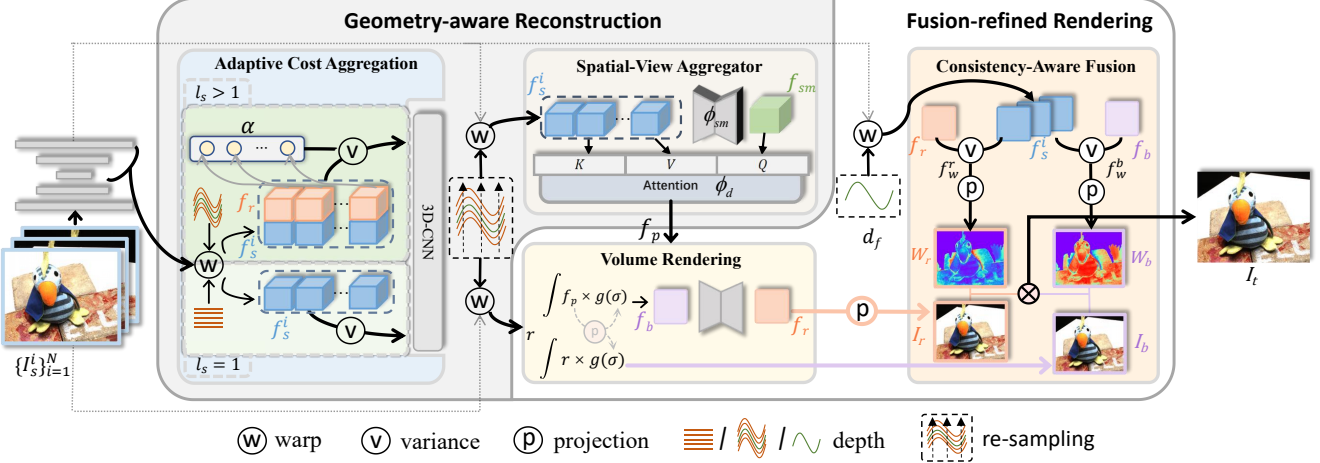 Geometry-aware Reconstruction
Fusion-refined Rendering
Adaptive Cost Aggregation
Spatial-View Aggregator
Consistency-Aware Fusion
l_s > 1
α
v
f_r
f_s^i
w
f_s^i
v
l_s = 1
3D-CNN
{I_s^i}_{i=1}^N
w
w
f_s^i
ϕ_sm
f_sm
K
V
Q
Attention ϕ_d
f_p
Volume Rendering
∫ f_p × g(σ)
p
∫ r × g(σ)
r
f_b
f_r
p
w
d_f
f_r
f_s^i
f_b
v
v
f_w^r
f_w^b
p
p
W_r
W_b
I_r
I_b
I_t
w warp
v variance
p projection
/ / depth
re-sampling